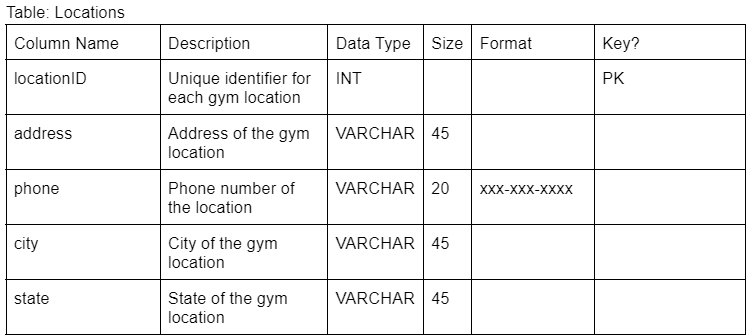 Table: Locations
Column Name Description Data Type Size Format Key?
locationID Unique identifier for each gym location INT PK
address Address of the gym location VARCHAR 45
phone Phone number of the location VARCHAR 20 xxx-xxx-xxxx
city City of the gym location VARCHAR 45
state State of the gym location VARCHAR 45